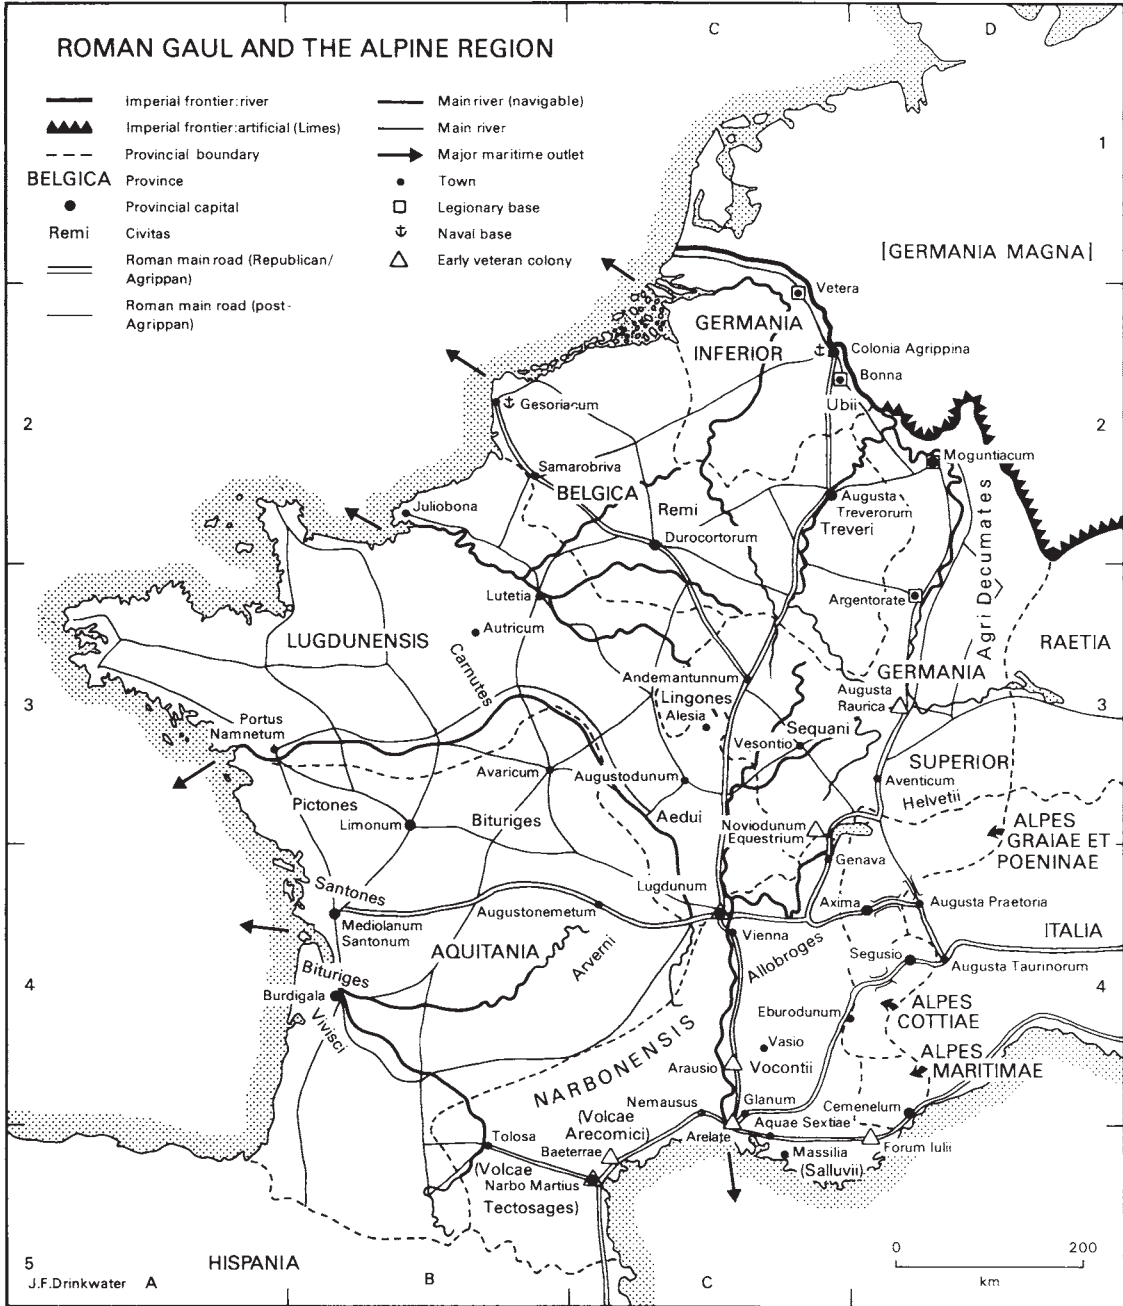 C
D
ROMAN GAUL AND THE ALPINE REGION
Imperial frontier: river
Imperial frontier: artificial (Limes)
Provincial boundary
BELGICA Province
Provincial capital
Remi Civitas
Roman main road (Republican/
Agrippan)
Roman main road (post-
Agrippan)
Main river (navigable)
Main river
Major maritime outlet
Town
Legionary base
Naval base
Early veteran colony
1
[GERMANIA MAGNA]
Vetera
GERMANIA
INFERIOR
Colonia Agrippina
Bonna
Ubii
Gesoriacum
2
2
Moguntiacum
Samarobriva
BELGICA
Juliobona
Remi
Augusta
Treverorum
Treveri
Durocortorum
Agri Decumates
Lutetia
Argentorate
Autricum
LUGDUNENSIS
Carnutes
RAETIA
Andemantunnum
Lingones
GERMANIA
Augusta
Raurica
Alesia
3
3
Portus
Namnetum
Sequani
Vesontio
SUPERIOR
Avaricum
Augustodunum
Aventicum
Helvetii
Pictones
Limonum
Bituriges
Aedui
Noviodunum
Equestrium
ALPES
GRAIAE ET
POENINAE
Genava
Lugdunum
Santones
Mediolanum
Santonum
Augustonemetum
Axima
Augusta Praetoria
Vienna
ITALIA
AQUITANIA
Arverni
Allobroges
Segusio
Augusta Taurinorum
Bituriges
Vivisci
Burdigala
4
4
Eburodunum
ALPES
COTTIAE
Vasio
NARBONENSIS
Arausio
Vocontii
ALPES
MARITIMAE
Nemausus
Glanum
Cemenelum
(Volcae
Arecomici)
Aquae Sextiae
Arelate
Tolosa
Baeterrae
Forum Iulii
Massilia
(Salluvii)
(Volcae
Narbo Martius
Tectosages)
HISPANIA
5
J.F.Drinkwater
A
B
C
0
200
km